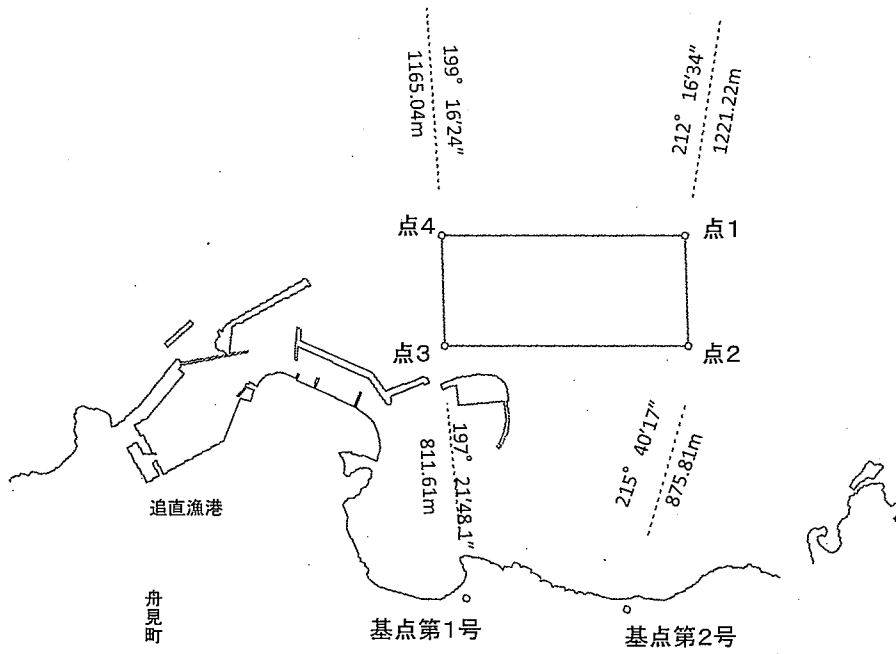 199° 16′24″
1165.04m
212° 16′34″
1221.22m
点4
点1
点3
点2
197° 21′48.1″
811.61m
215° 40′17″
875.81m
追直漁港
舟見町
基点第1号
基点第2号